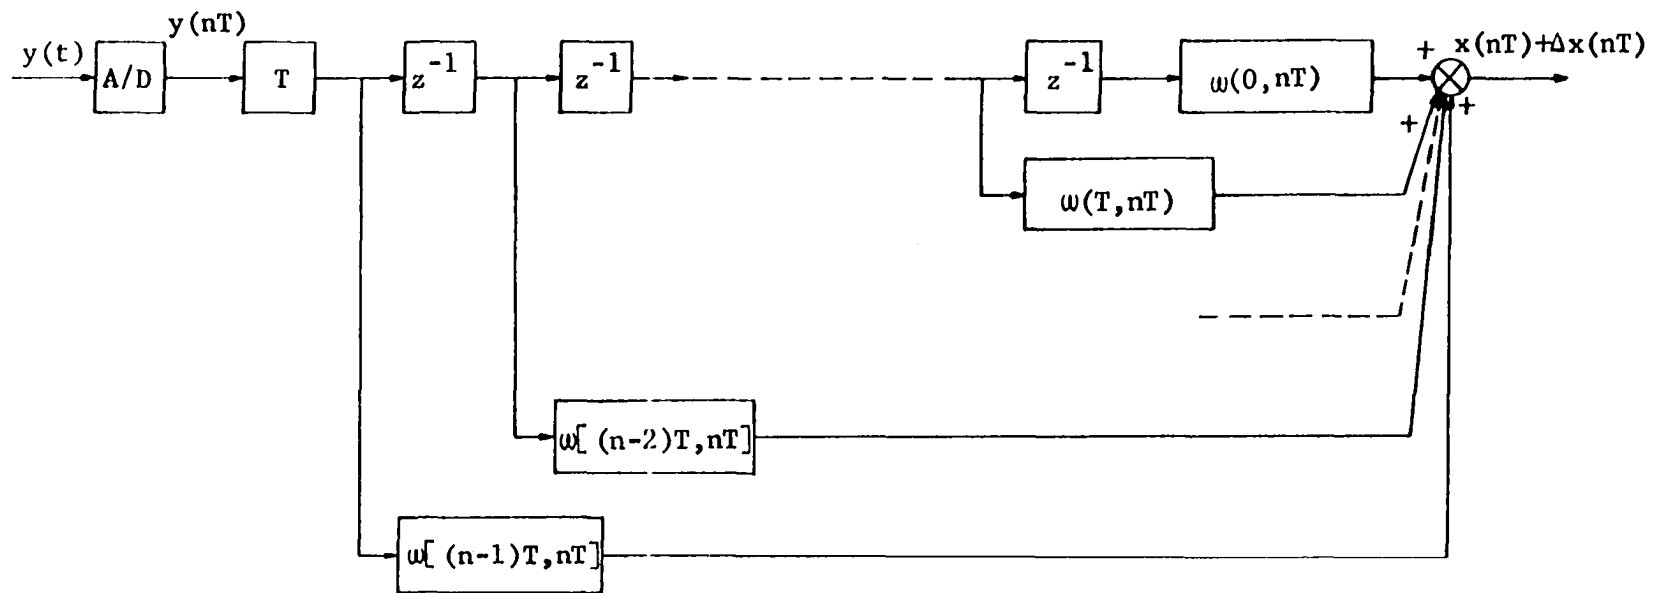 y(t)
A/D
y(nT)
T
z⁻¹
z⁻¹
z⁻¹
ω(0,nT)
+
x(nT)+Δx(nT)
+
+
ω(T,nT)
ω[(n-2)T,nT]
ω[(n-1)T,nT]